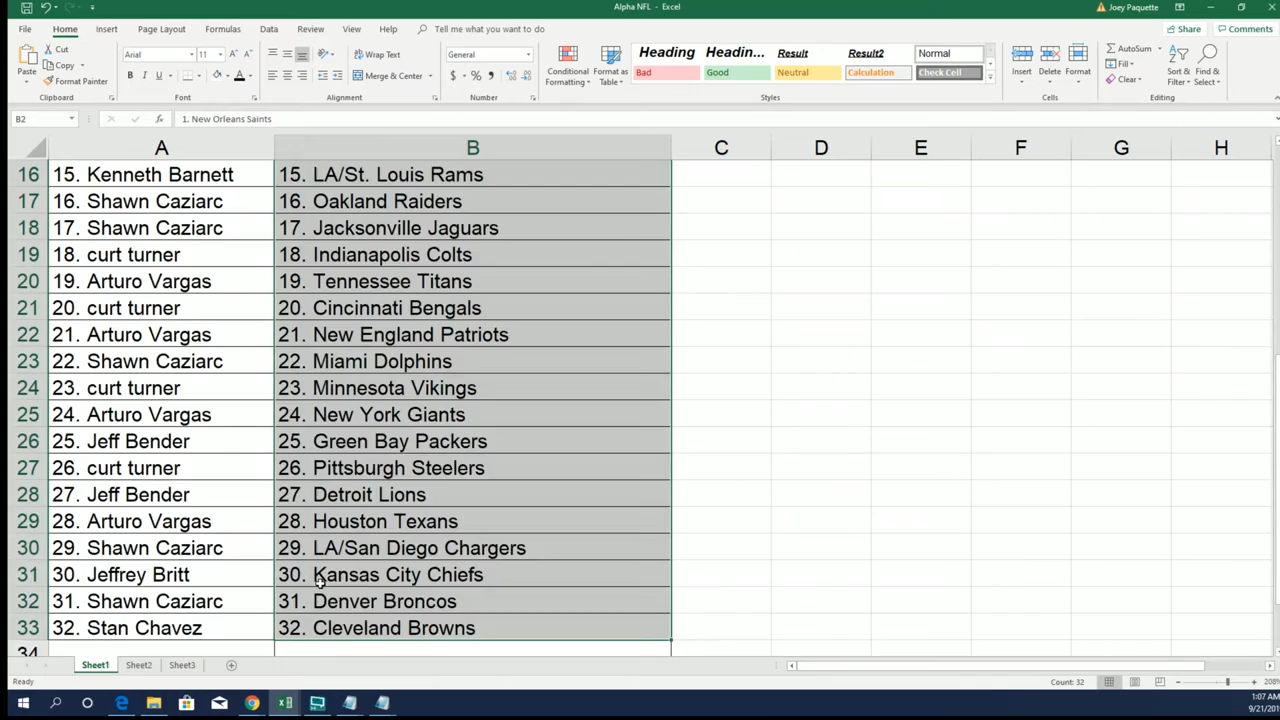 Alpha NFL - Excel
Joey Paquette
File Home Insert Page Layout Formulas Data Review View Help Tell me what you want to do Share Comments
Paste Cut Copy Format Painter Clipboard
Arial 11 B I U Font
Wrap Text Merge & Center Alignment
General $ % Number
Conditional Formatting Format as Table
Heading Headin... Result Result2 Normal
Bad Good Neutral Calculation Check Cell
Styles
Insert Delete Format Cells
AutoSum Fill Clear Sort & Filter Find & Select Editing
B2 fx 1. New Orleans Saints
A B C D E F G H
16 15. Kenneth Barnett 15. LA/St. Louis Rams
17 16. Shawn Caziarc 16. Oakland Raiders
18 17. Shawn Caziarc 17. Jacksonville Jaguars
19 18. curt turner 18. Indianapolis Colts
20 19. Arturo Vargas 19. Tennessee Titans
21 20. curt turner 20. Cincinnati Bengals
22 21. Arturo Vargas 21. New England Patriots
23 22. Shawn Caziarc 22. Miami Dolphins
24 23. curt turner 23. Minnesota Vikings
25 24. Arturo Vargas 24. New York Giants
26 25. Jeff Bender 25. Green Bay Packers
27 26. curt turner 26. Pittsburgh Steelers
28 27. Jeff Bender 27. Detroit Lions
29 28. Arturo Vargas 28. Houston Texans
30 29. Shawn Caziarc 29. LA/San Diego Chargers
31 30. Jeffrey Britt 30. Kansas City Chiefs
32 31. Shawn Caziarc 31. Denver Broncos
33 32. Stan Chavez 32. Cleveland Browns
34
Sheet1 Sheet2 Sheet3
Ready Count: 32
1:07 AM